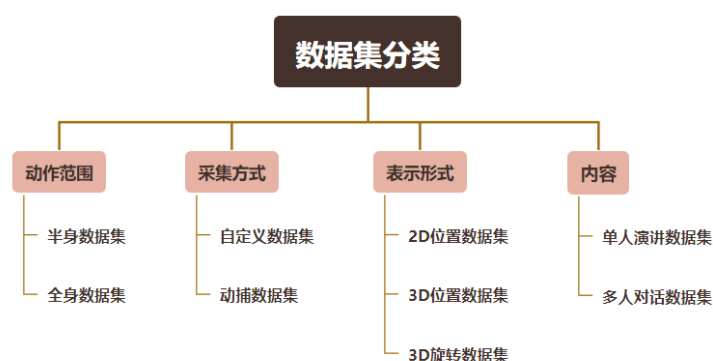 数据集分类
动作范围
半身数据集
全身数据集
采集方式
自定义数据集
动捕数据集
表示形式
2D位置数据集
3D位置数据集
3D旋转数据集
内容
单人演讲数据集
多人对话数据集